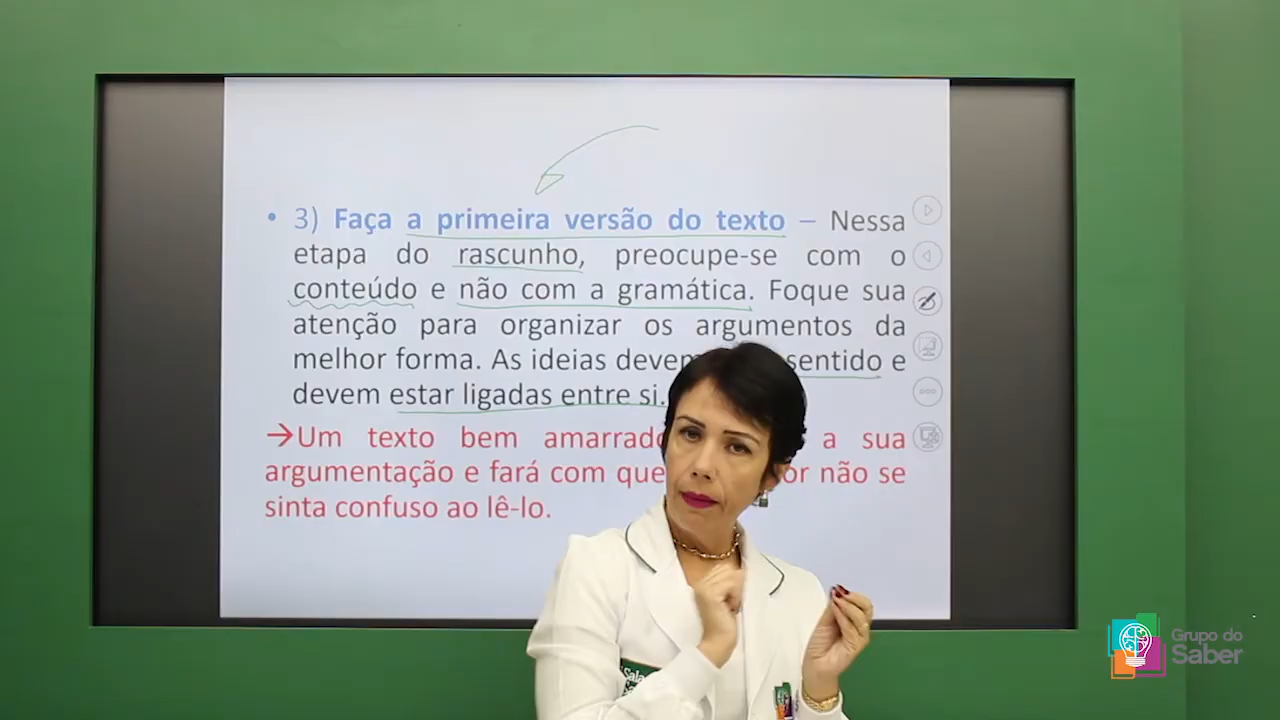 • 3) Faça a primeira versão do texto – Nessa
etapa do rascunho, preocupe-se com o
conteúdo e não com a gramática. Foque sua
atenção para organizar os argumentos da
melhor forma. As ideias devem sentido e
devem estar ligadas entre si.
→Um texto bem amarrado a sua
argumentação e fará com que não se
sinta confuso ao lê-lo.
Grupo do
Saber